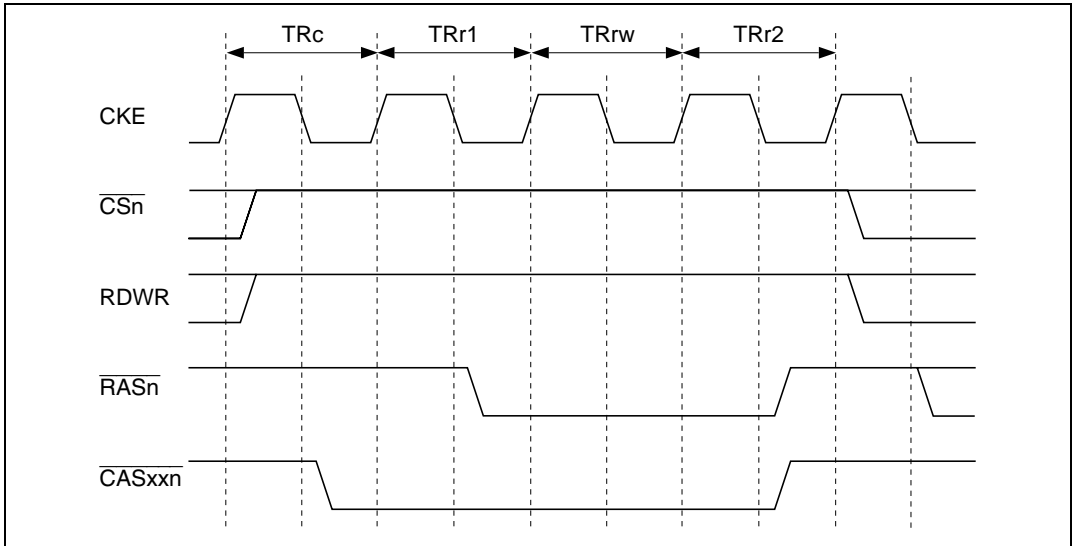 TRc TRr1 TRrw TRr2
CKE
CSn
RDWR
RASn
CASxxn